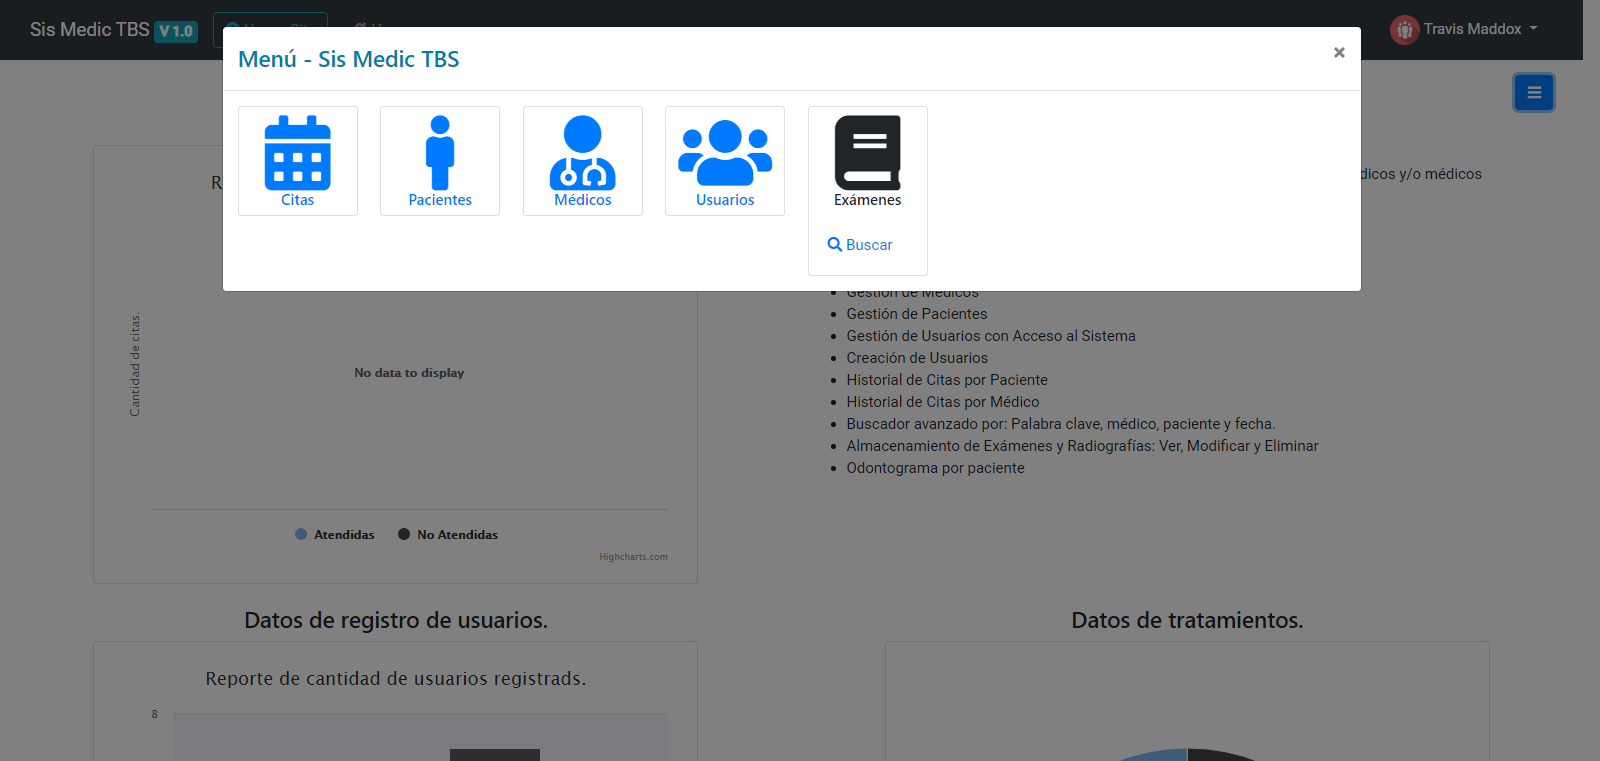 Sis Medic TBS V 1.0
Travis Maddox
Menú - Sis Medic TBS
×
Citas
Pacientes
Médicos
Usuarios
Exámenes
Buscar
dicos y/o médicos
Gestión de Médicos
Gestión de Pacientes
Gestión de Usuarios con Acceso al Sistema
Creación de Usuarios
Historial de Citas por Paciente
Historial de Citas por Médico
Buscador avanzado por: Palabra clave, médico, paciente y fecha.
Almacenamiento de Exámenes y Radiografías: Ver, Modificar y Eliminar
Odontograma por paciente
R
Cantidad de citas.
No data to display
Atendidas
No Atendidas
Highcharts.com
Datos de registro de usuarios.
Reporte de cantidad de usuarios registrads.
8
Datos de tratamientos.